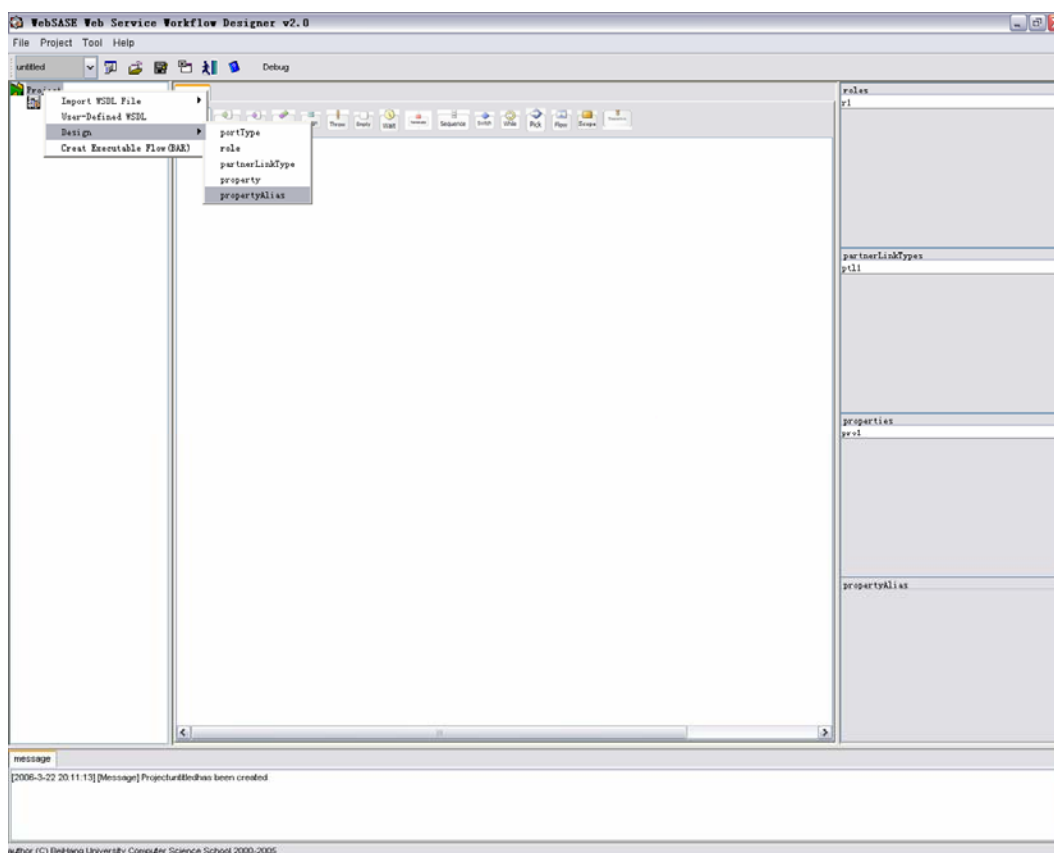 WebSASE Web Service Workflow Designer v2.0
File Project Tool Help
untitled Debug
Project
Import WSDL File
User-Defined WSDL
Design
Creat Executable Flow(BAR)
portType
role
partnerLinkType
property
propertyAlias
Throw Empty Wait Sequence Switch While Pick Flow Scope
roles
r1
partnerLinkTypes
ptl1
properties
pro1
propertyAlias
message
[2006-3-22 20:11:13] [Message] Projectuntitledhas been created
author (C) BeiHang University Computer Science School 2000-2005